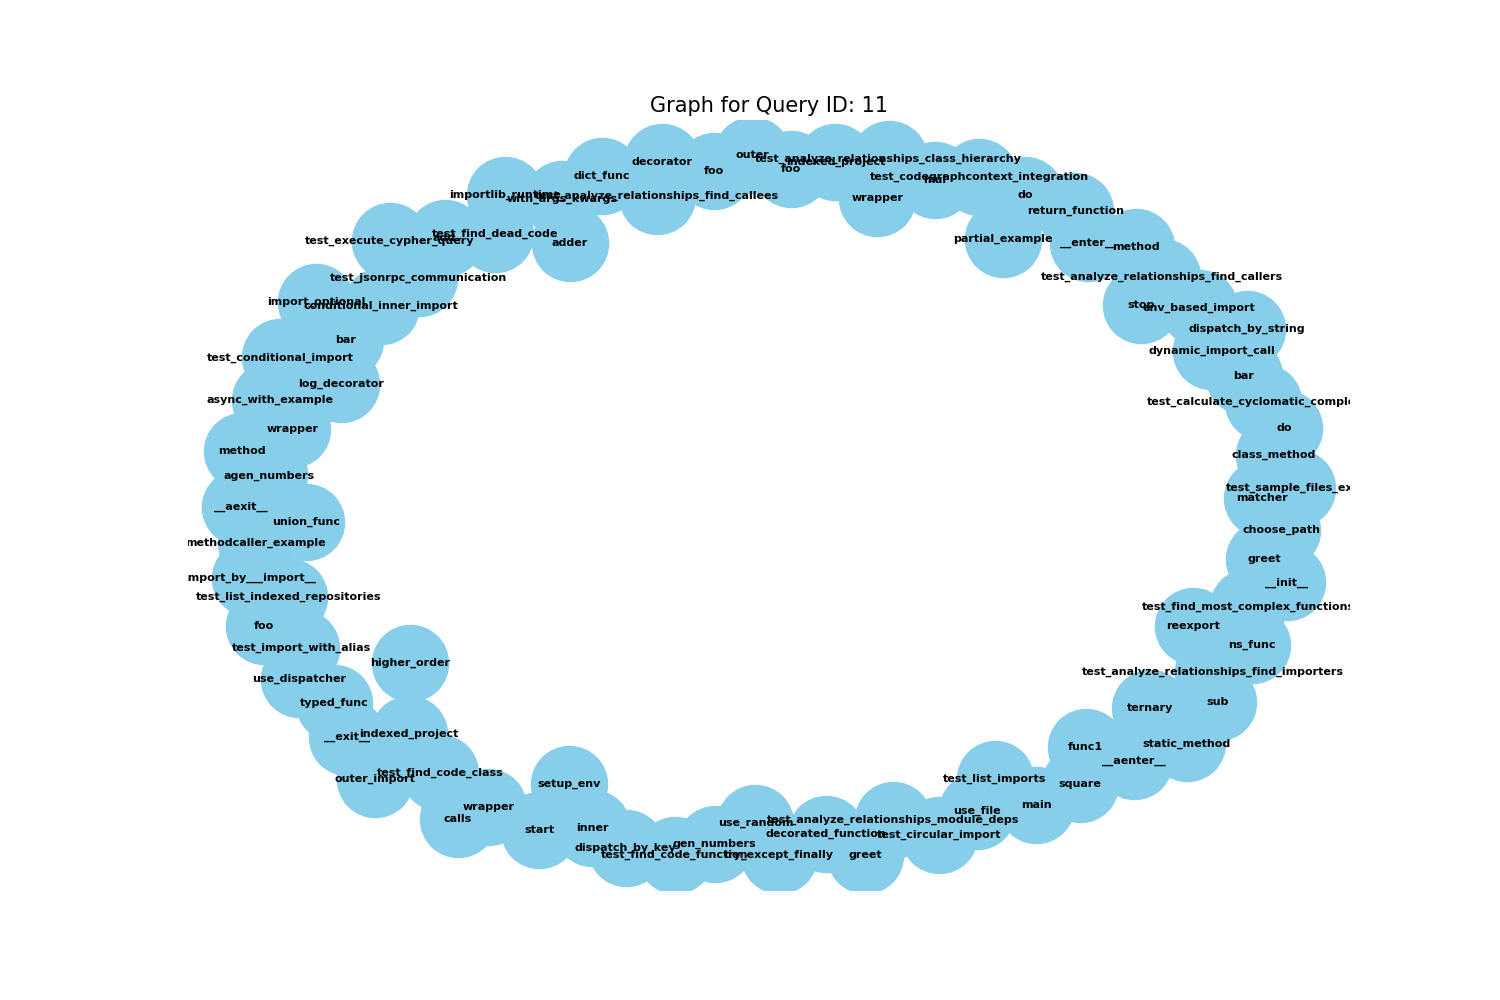 Graph for Query ID: 11
outer
test_analyze_relationships_class_hierarchy
decorator
indexed_project
foo
foo
dict_func
test_codegraphcontext_integration
mul
importlib_runtime
do
test_analyze_relationships_find_callees
with_args_kwargs
wrapper
return_function
test_find_dead_code
add
test_execute_cypher_query
adder
partial_example
__enter__
method
test_jsonrpc_communication
test_analyze_relationships_find_callers
import_optional
conditional_inner_import
stop
env_based_import
dispatch_by_string
bar
dynamic_import_call
test_conditional_import
bar
log_decorator
async_with_example
test_calculate_cyclomatic_comple
wrapper
do
method
class_method
agen_numbers
test_sample_files_ex
matcher
__aexit__
union_func
choose_path
methodcaller_example
greet
mport_by___import__
__init__
test_list_indexed_repositories
test_find_most_complex_functions
foo
reexport
test_import_with_alias
ns_func
higher_order
test_analyze_relationships_find_importers
use_dispatcher
typed_func
sub
ternary
indexed_project
__exit__
static_method
func1
__aenter__
test_find_code_class
outer_import
test_list_imports
setup_env
square
wrapper
main
use_file
calls
test_analyze_relationships_module_deps
use_random
inner
start
decorated_function
test_circular_import
gen_numbers
dispatch_by_key
test_find_code_function
try_except_finally
greet